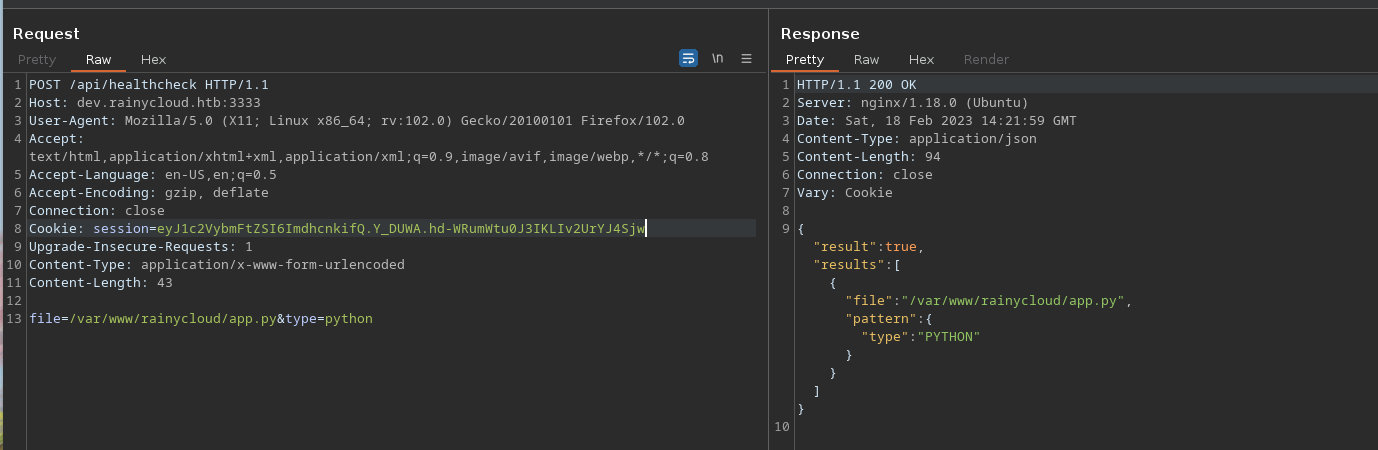 Request
Pretty Raw Hex \n
1 POST /api/healthcheck HTTP/1.1
2 Host: dev.rainycloud.htb:3333
3 User-Agent: Mozilla/5.0 (X11; Linux x86_64; rv:102.0) Gecko/20100101 Firefox/102.0
4 Accept:
text/html,application/xhtml+xml,application/xml;q=0.9,image/avif,image/webp,*/*;q=0.8
5 Accept-Language: en-US,en;q=0.5
6 Accept-Encoding: gzip, deflate
7 Connection: close
8 Cookie: session=eyJ1c2VybmFtZSI6ImdhcnkifQ.Y_DUWA.hd-WRumWtu0J3IKLIv2UrYJ4Sjw
9 Upgrade-Insecure-Requests: 1
10 Content-Type: application/x-www-form-urlencoded
11 Content-Length: 43
12
13 file=/var/www/rainycloud/app.py&type=python
Response
Pretty Raw Hex Render
1 HTTP/1.1 200 OK
2 Server: nginx/1.18.0 (Ubuntu)
3 Date: Sat, 18 Feb 2023 14:21:59 GMT
4 Content-Type: application/json
5 Content-Length: 94
6 Connection: close
7 Vary: Cookie
8
9 {
"result":true,
"results":[
{
"file":"/var/www/rainycloud/app.py",
"pattern":{
"type":"PYTHON"
}
}
]
}
10